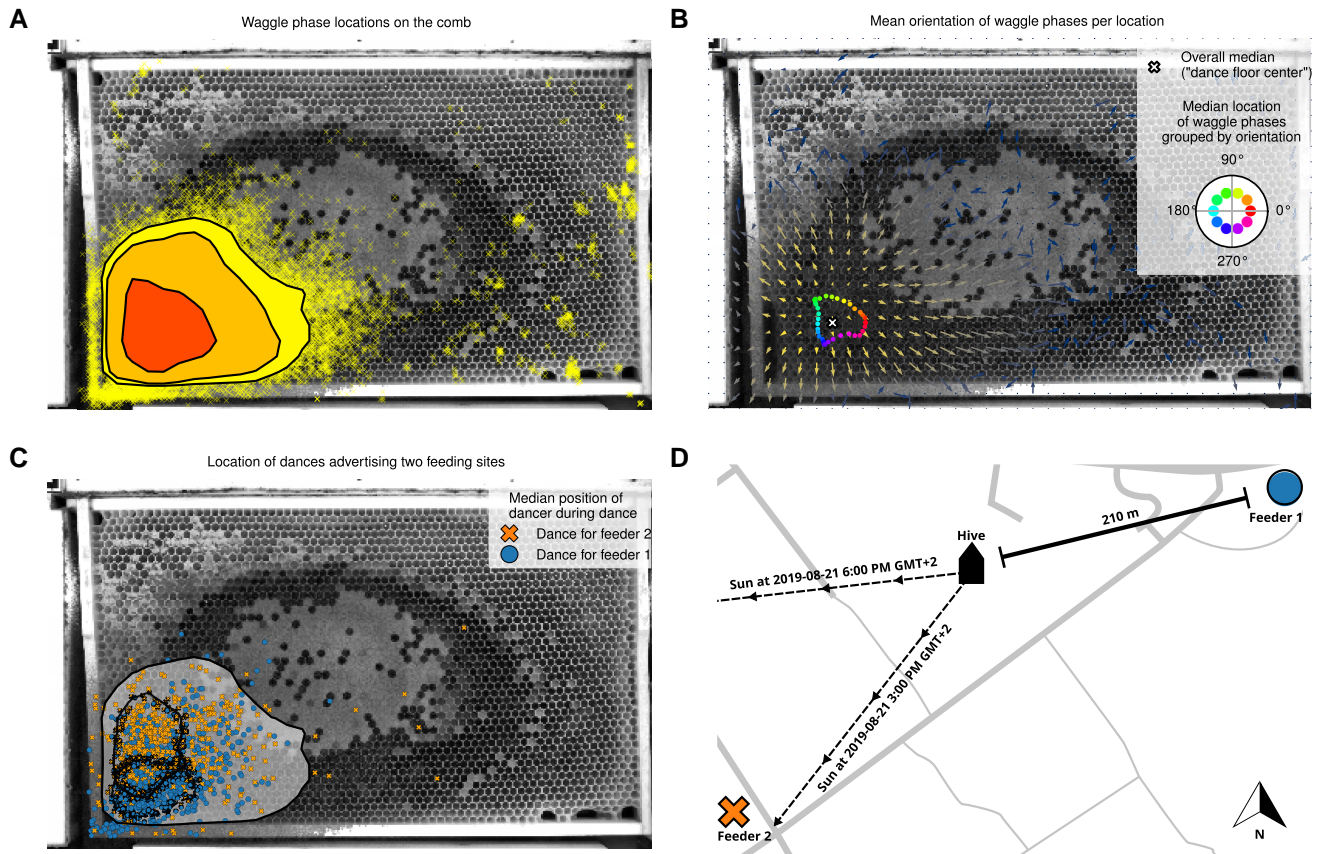 A
Waggle phase locations on the comb
B
Mean orientation of waggle phases per location
Overall median
("dance floor center")
Median location
of waggle phases
grouped by orientation
90°
180°
0°
270°
C
Location of dances advertising two feeding sites
Median position of
dancer during dance
Dance for feeder 2
Dance for feeder 1
D
210 m
Feeder 1
Hive
Sun at 2019-08-21 6:00 PM GMT+2
Sun at 2019-08-21 3:00 PM GMT+2
Feeder 2
N